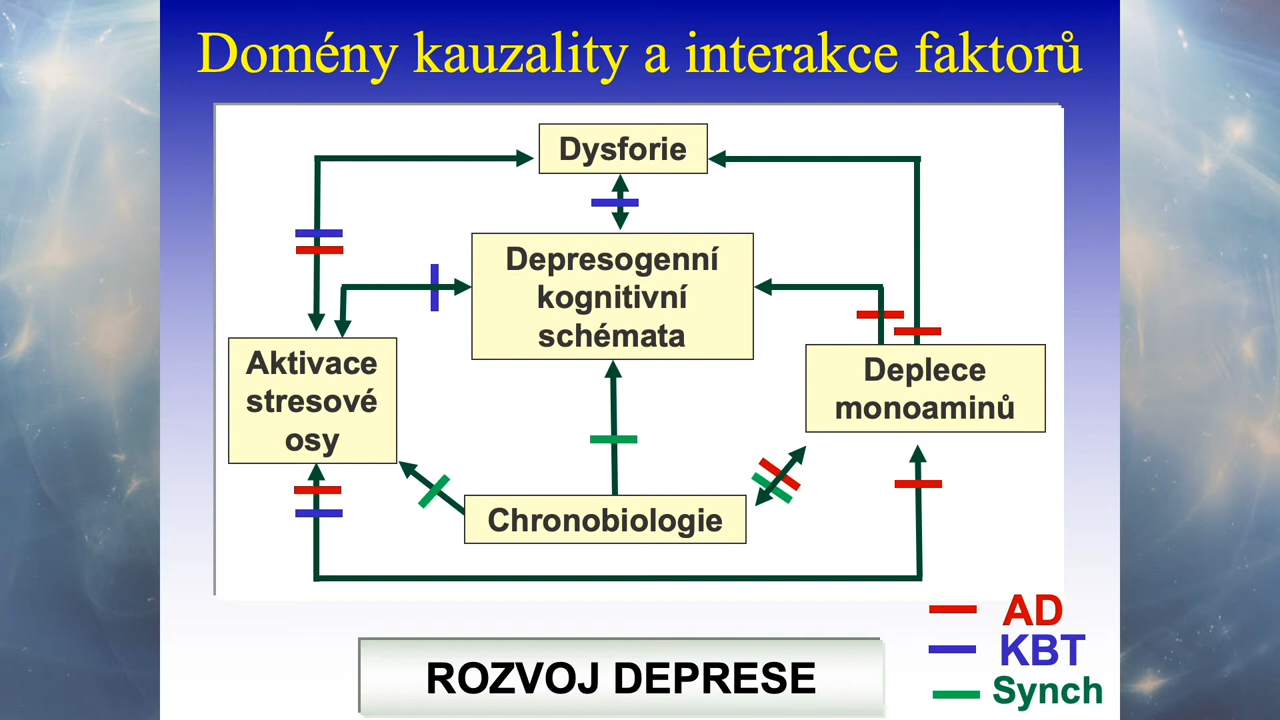 Domény kauzality a interakce faktorů
Dysforie
Depresogenní
kognitivní
schémata
Aktivace
stresové
osy
Deplece
monoaminů
Chronobiologie
AD
KBT
Synch
ROZVOJ DEPRESE